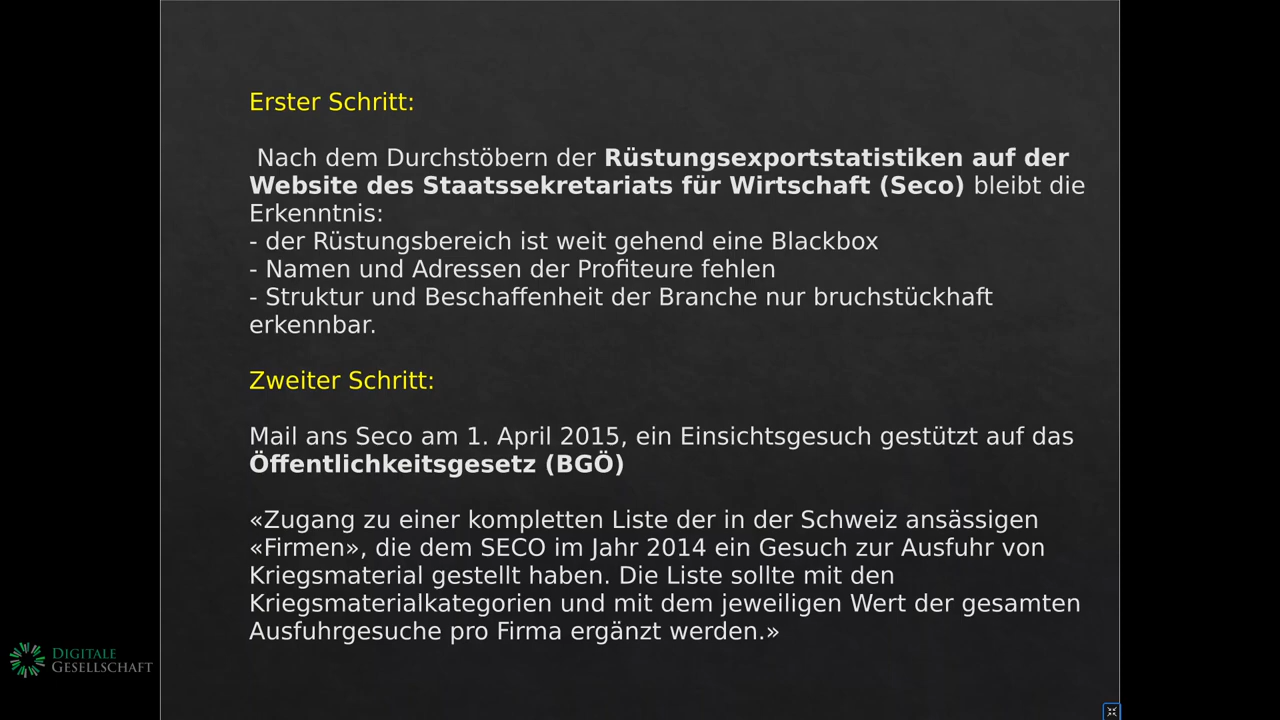 Erster Schritt:
Nach dem Durchstöbern der Rüstungsexportstatistiken auf der
Website des Staatssekretariats für Wirtschaft (Seco) bleibt die
Erkenntnis:
- der Rüstungsbereich ist weit gehend eine Blackbox
- Namen und Adressen der Profiteure fehlen
- Struktur und Beschaffenheit der Branche nur bruchstückhaft
erkennbar.
Zweiter Schritt:
Mail ans Seco am 1. April 2015, ein Einsichtsgesuch gestützt auf das
Öffentlichkeitsgesetz (BGÖ)
«Zugang zu einer kompletten Liste der in der Schweiz ansässigen
«Firmen», die dem SECO im Jahr 2014 ein Gesuch zur Ausfuhr von
Kriegsmaterial gestellt haben. Die Liste sollte mit den
Kriegsmaterialkategorien und mit dem jeweiligen Wert der gesamten
Ausfuhrgesuche pro Firma ergänzt werden.»
DIGITALE
GESELLSCHAFT